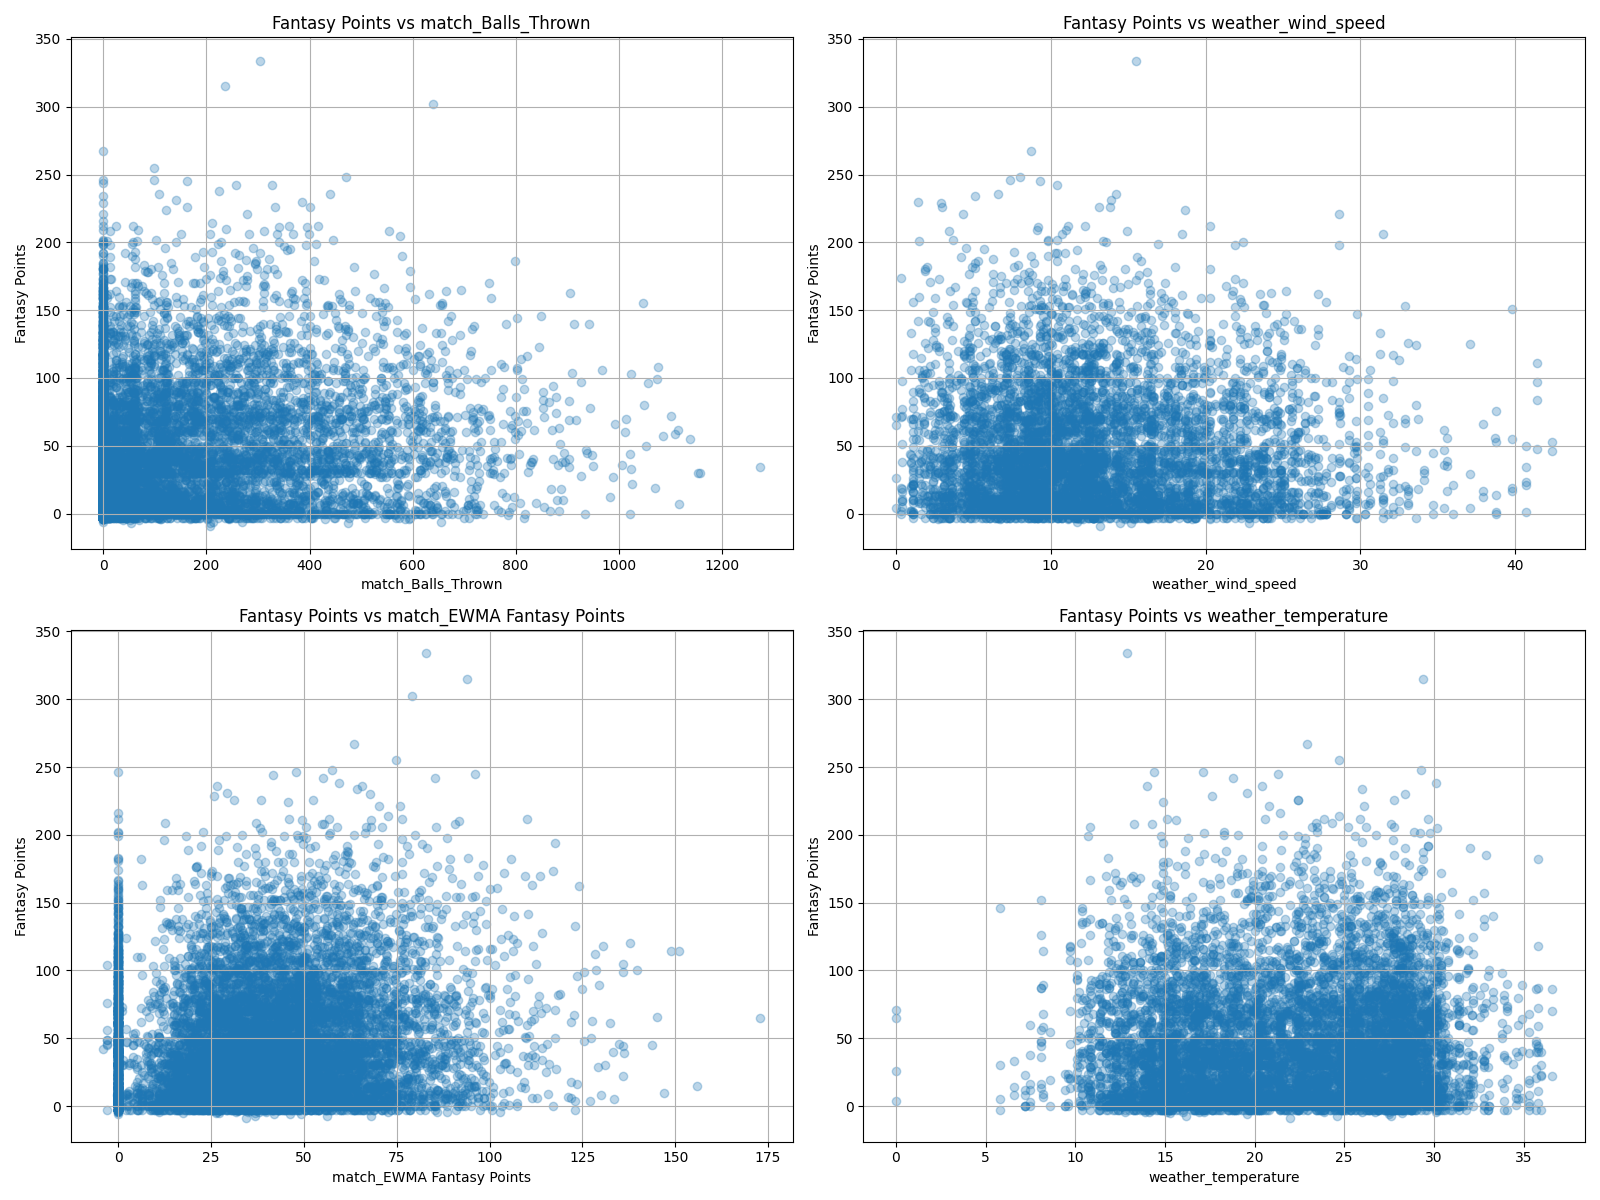 Fantasy Points vs match_Balls_Thrown
350
300
250
200
150
100
50
0
Fantasy Points
0 200 400 600 800 1000 1200
match_Balls_Thrown
Fantasy Points vs weather_wind_speed
350
300
250
200
150
100
50
0
Fantasy Points
0 10 20 30 40
weather_wind_speed
Fantasy Points vs match_EWMA Fantasy Points
350
300
250
200
150
100
50
0
Fantasy Points
0 25 50 75 100 125 150 175
match_EWMA Fantasy Points
Fantasy Points vs weather_temperature
350
300
250
200
150
100
50
0
Fantasy Points
0 5 10 15 20 25 30 35
weather_temperature